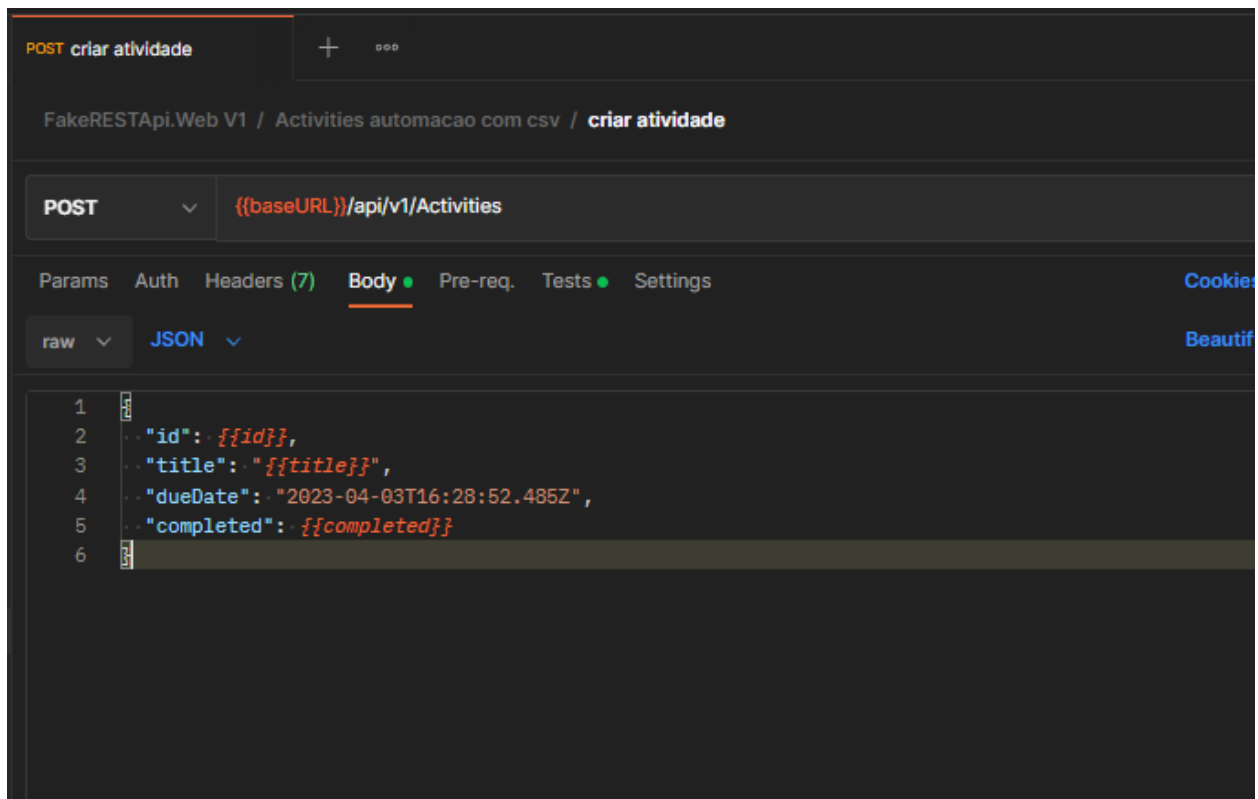 POST criar atividade
FakeRESTApi.Web V1 / Activities automacao com csv / criar atividade
POST {{baseURL}}/api/v1/Activities
Params Auth Headers (7) Body Pre-req. Tests Settings Cookies
raw JSON Beautif
1 {
2 "id": {{id}},
3 "title": "{{title}}",
4 "dueDate": "2023-04-03T16:28:52.485Z",
5 "completed": {{completed}}
6 }